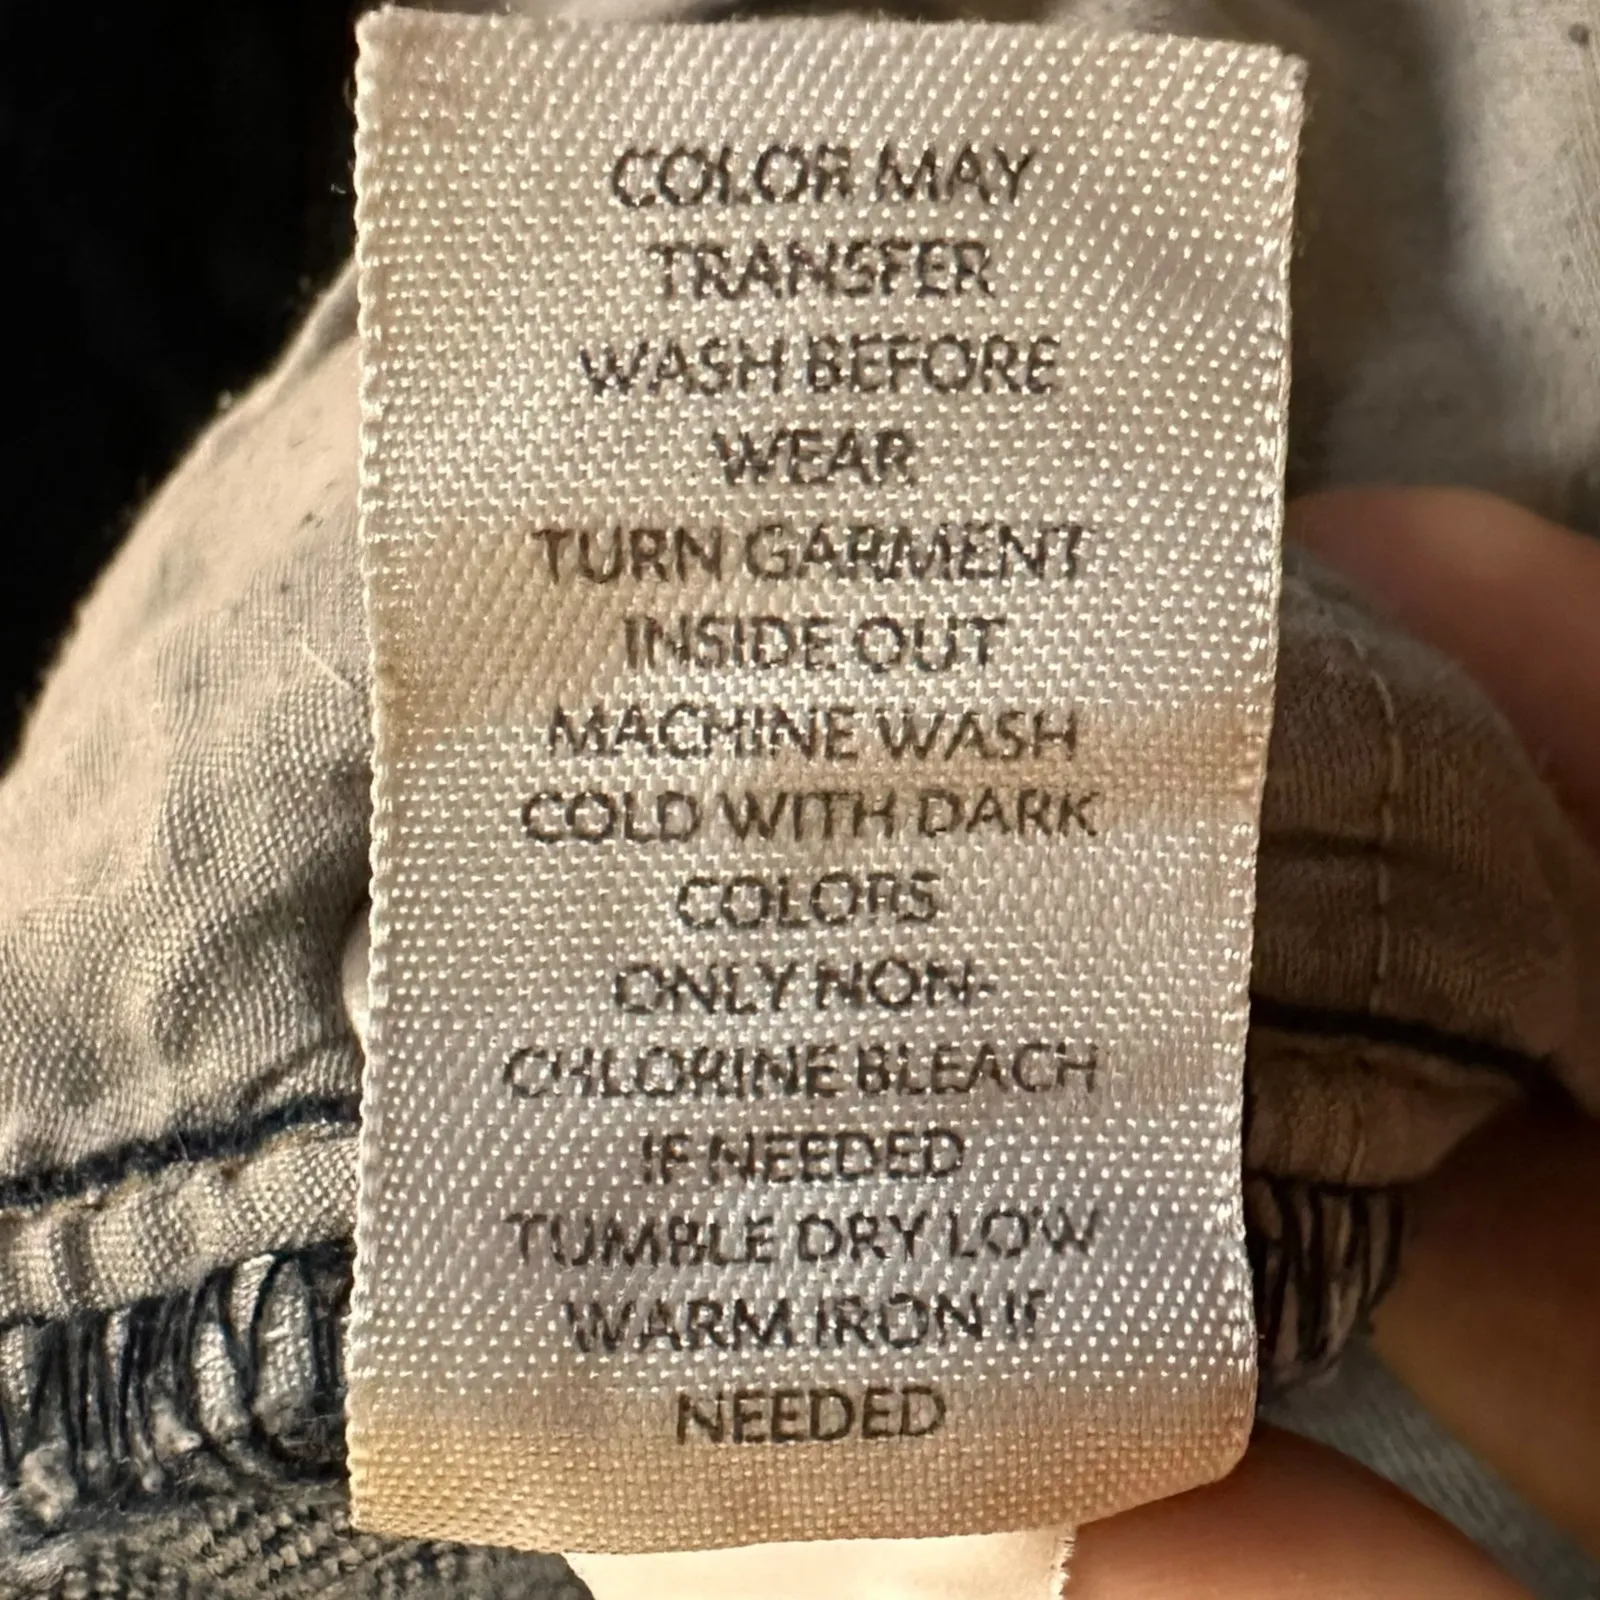 COLOR MAY
TRANSFER
WASH BEFORE
WEAR
TURN GARMENT
INSIDE OUT
MACHINE WASH
COLD WITH DARK
COLORS
ONLY NON-
CHLORINE BLEACH
IF NEEDED
TUMBLE DRY LOW
WARM IRON IF
NEEDED